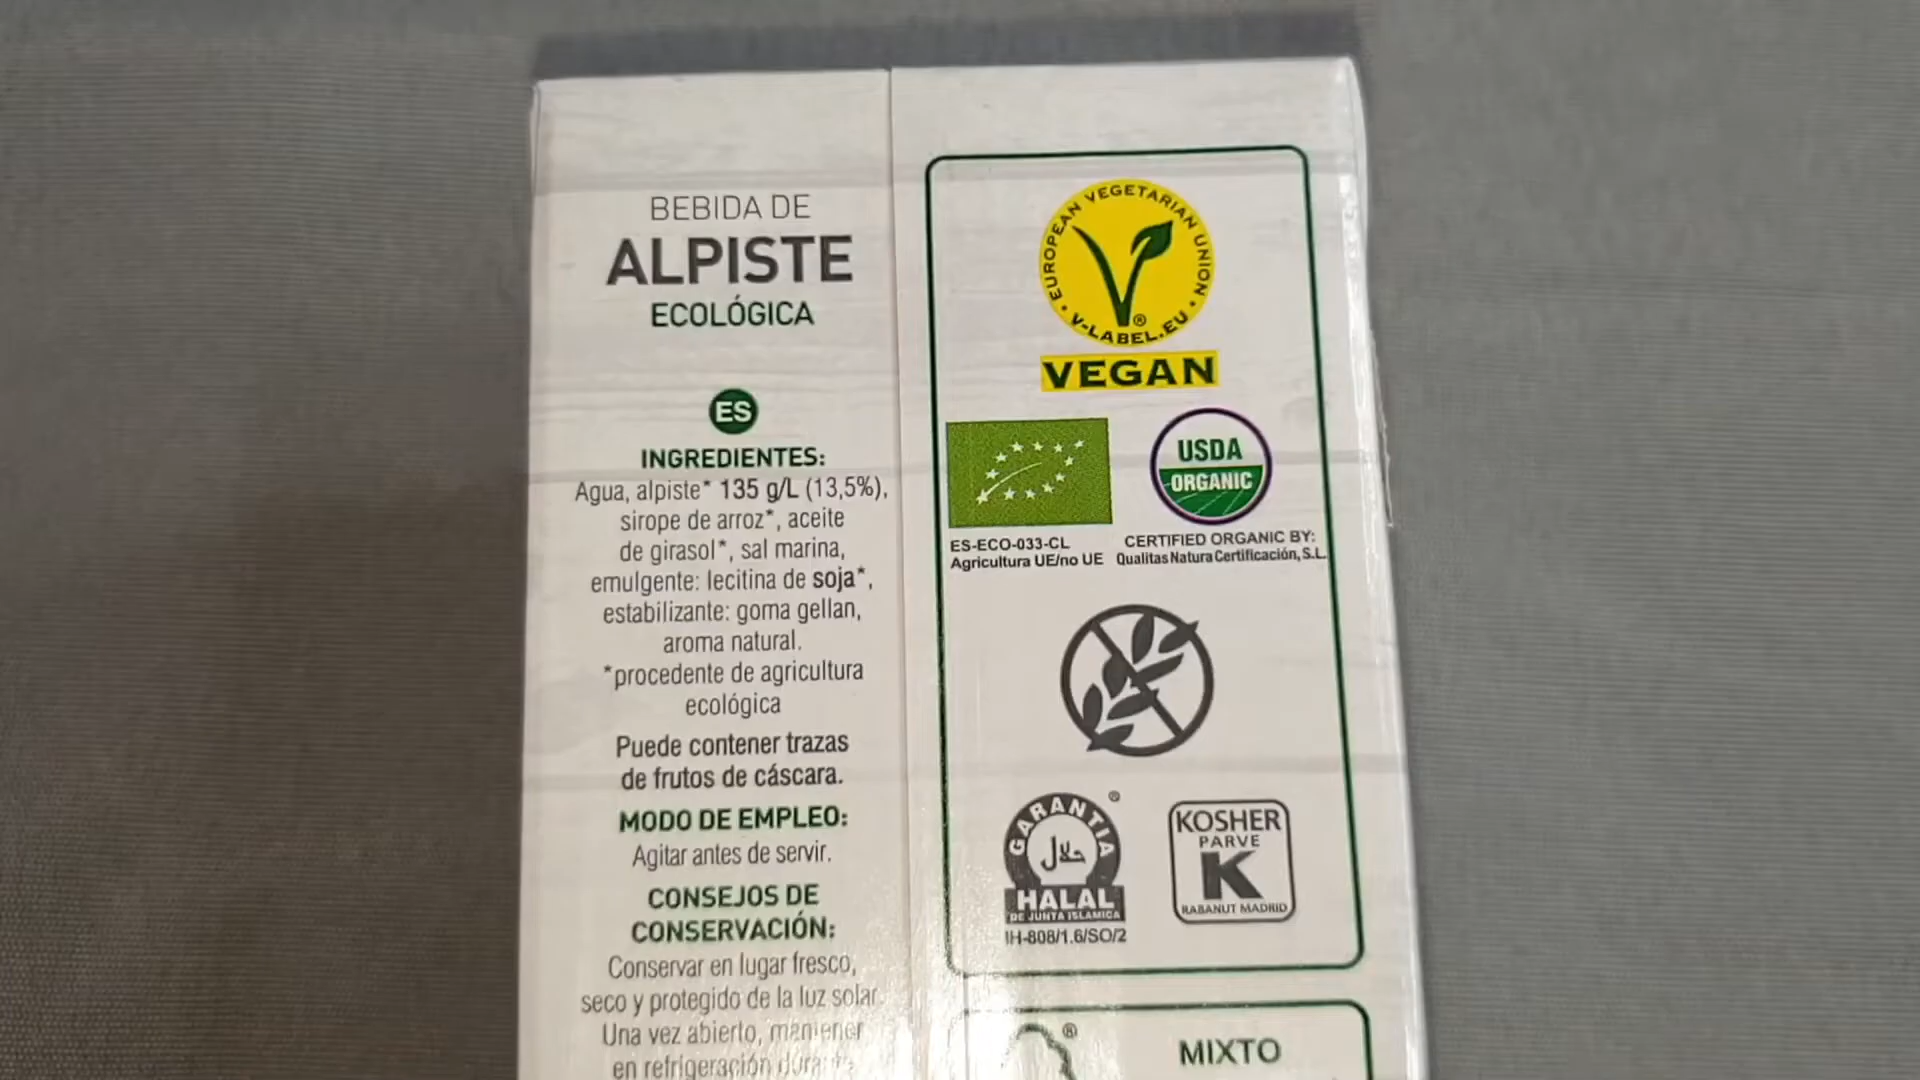 BEBIDA DE
ALPISTE
ECOLÓGICA
ES
INGREDIENTES:
Agua, alpiste* 135 g/L (13,5%),
sirope de arroz*, aceite
de girasol*, sal marina,
emulgente: lecitina de soja*,
estabilizante: goma gellan,
aroma natural.
*procedente de agricultura
ecológica
Puede contener trazas
de frutos de cáscara.
MODO DE EMPLEO:
Agitar antes de servir.
CONSEJOS DE
CONSERVACIÓN:
Conservar en lugar fresco,
seco y protegido de la luz solar.
Una vez abierto, mantener
en refrigeración
EUROPEAN VEGETARIAN UNION
V-LABEL.EU
®
VEGAN
USDA
ORGANIC
ES-ECO-033-CL
Agricultura UE/no UE
CERTIFIED ORGANIC BY:
Qualitas Natura Certificación, S.L.
GARANTIA
®
حلال
HALAL
DE JUNTA ISLAMICA
IH-808/1.6/SO/2
KOSHER
PARVE
K
RABANUT MADRID
®
MIXTO